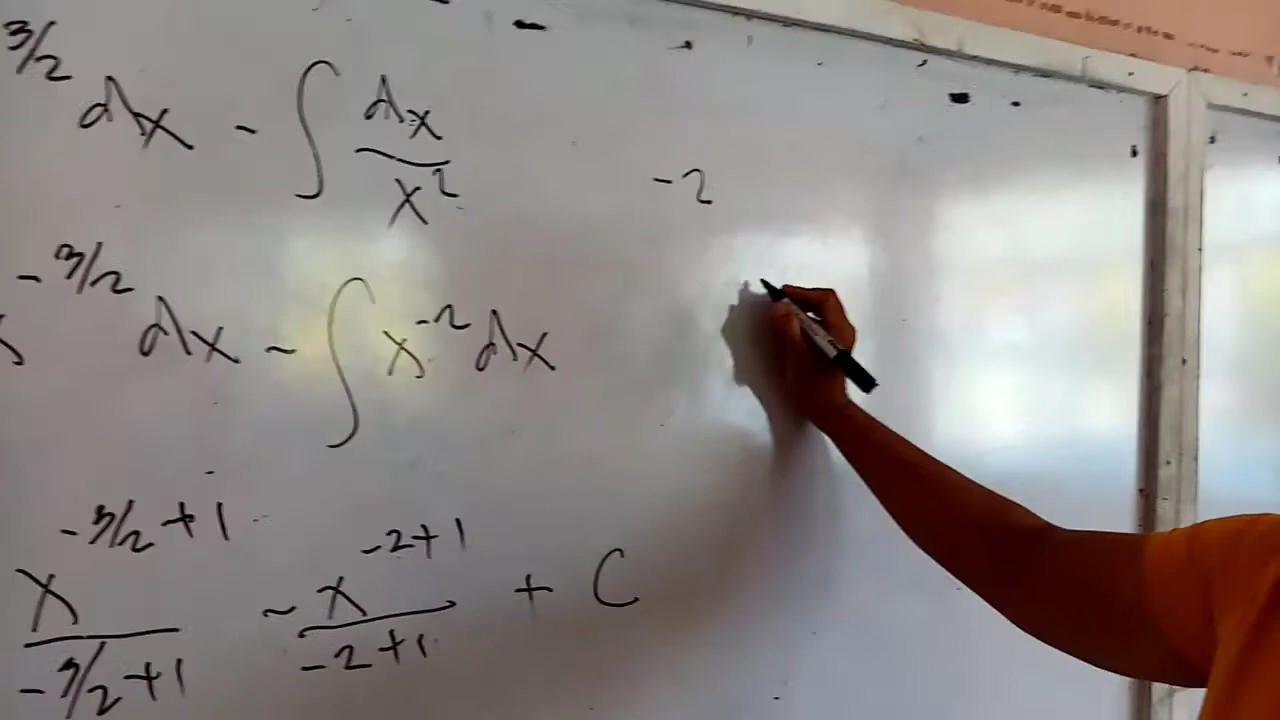 3/2 dx - ∫ dx/x²
-2
x -3/2 dx - ∫ x⁻² dx
x^(-3/2+1)/(-3/2+1) - x^(-2+1)/(-2+1) + C